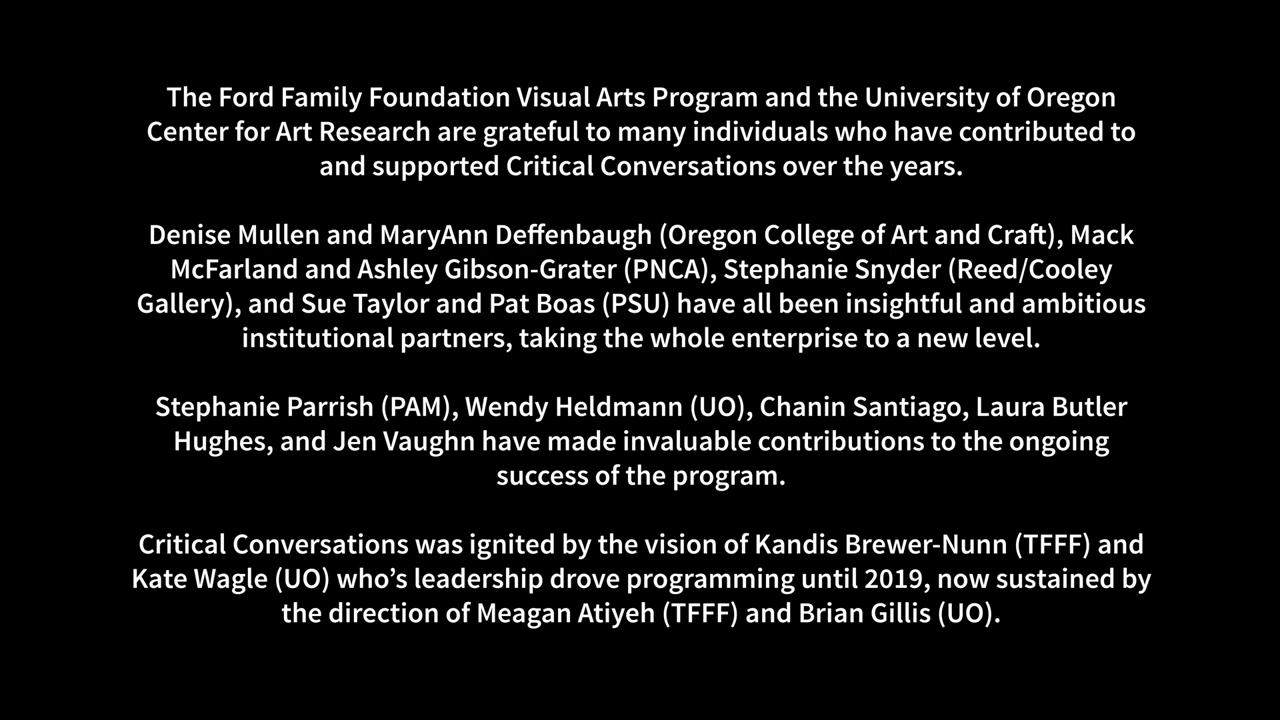 The Ford Family Foundation Visual Arts Program and the University of Oregon
Center for Art Research are grateful to many individuals who have contributed to
and supported Critical Conversations over the years.
Denise Mullen and MaryAnn Deffenbaugh (Oregon College of Art and Craft), Mack
McFarland and Ashley Gibson-Grater (PNCA), Stephanie Snyder (Reed/Cooley
Gallery), and Sue Taylor and Pat Boas (PSU) have all been insightful and ambitious
institutional partners, taking the whole enterprise to a new level.
Stephanie Parrish (PAM), Wendy Heldmann (UO), Chanin Santiago, Laura Butler
Hughes, and Jen Vaughn have made invaluable contributions to the ongoing
success of the program.
Critical Conversations was ignited by the vision of Kandis Brewer-Nunn (TFFF) and
Kate Wagle (UO) who’s leadership drove programming until 2019, now sustained by
the direction of Meagan Atiyeh (TFFF) and Brian Gillis (UO).